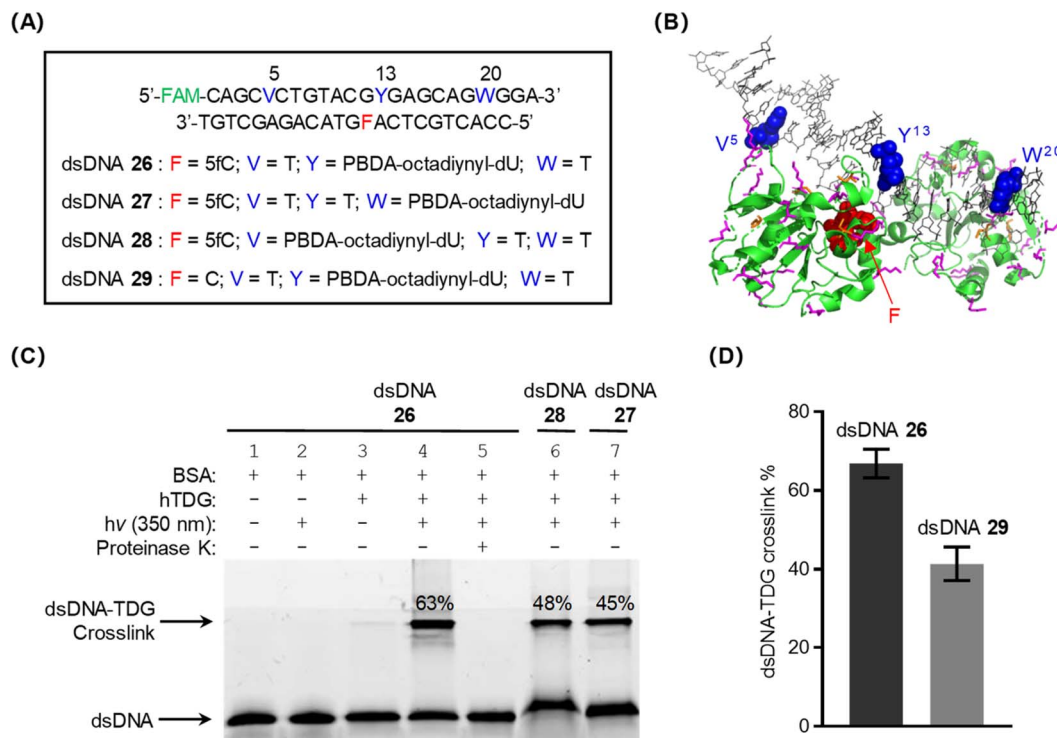 (A)
5 13 20
5'-FAM-CAGCVCTGTACGYGAGCAGWGGA-3'
3'-TGTCGAGACATGFACTCGTCACC-5'
dsDNA 26 : F = 5fC; V = T; Y = PBDA-octadiynyl-dU; W = T
dsDNA 27 : F = 5fC; V = T; Y = T; W = PBDA-octadiynyl-dU
dsDNA 28 : F = 5fC; V = PBDA-octadiynyl-dU; Y = T; W = T
dsDNA 29 : F = C; V = T; Y = PBDA-octadiynyl-dU; W = T
(B)
V5
Y13
W20
F
(C)
dsDNA 26
dsDNA 28
dsDNA 27
1 2 3 4 5 6 7
BSA: + + + + + + +
hTDG: – – + + + + +
hν (350 nm): – + – + + + +
Proteinase K: – – – – + – –
63% 48% 45%
dsDNA-TDG
Crosslink
dsDNA
(D)
dsDNA-TDG crosslink %
80
60
40
20
0
dsDNA 26
dsDNA 29